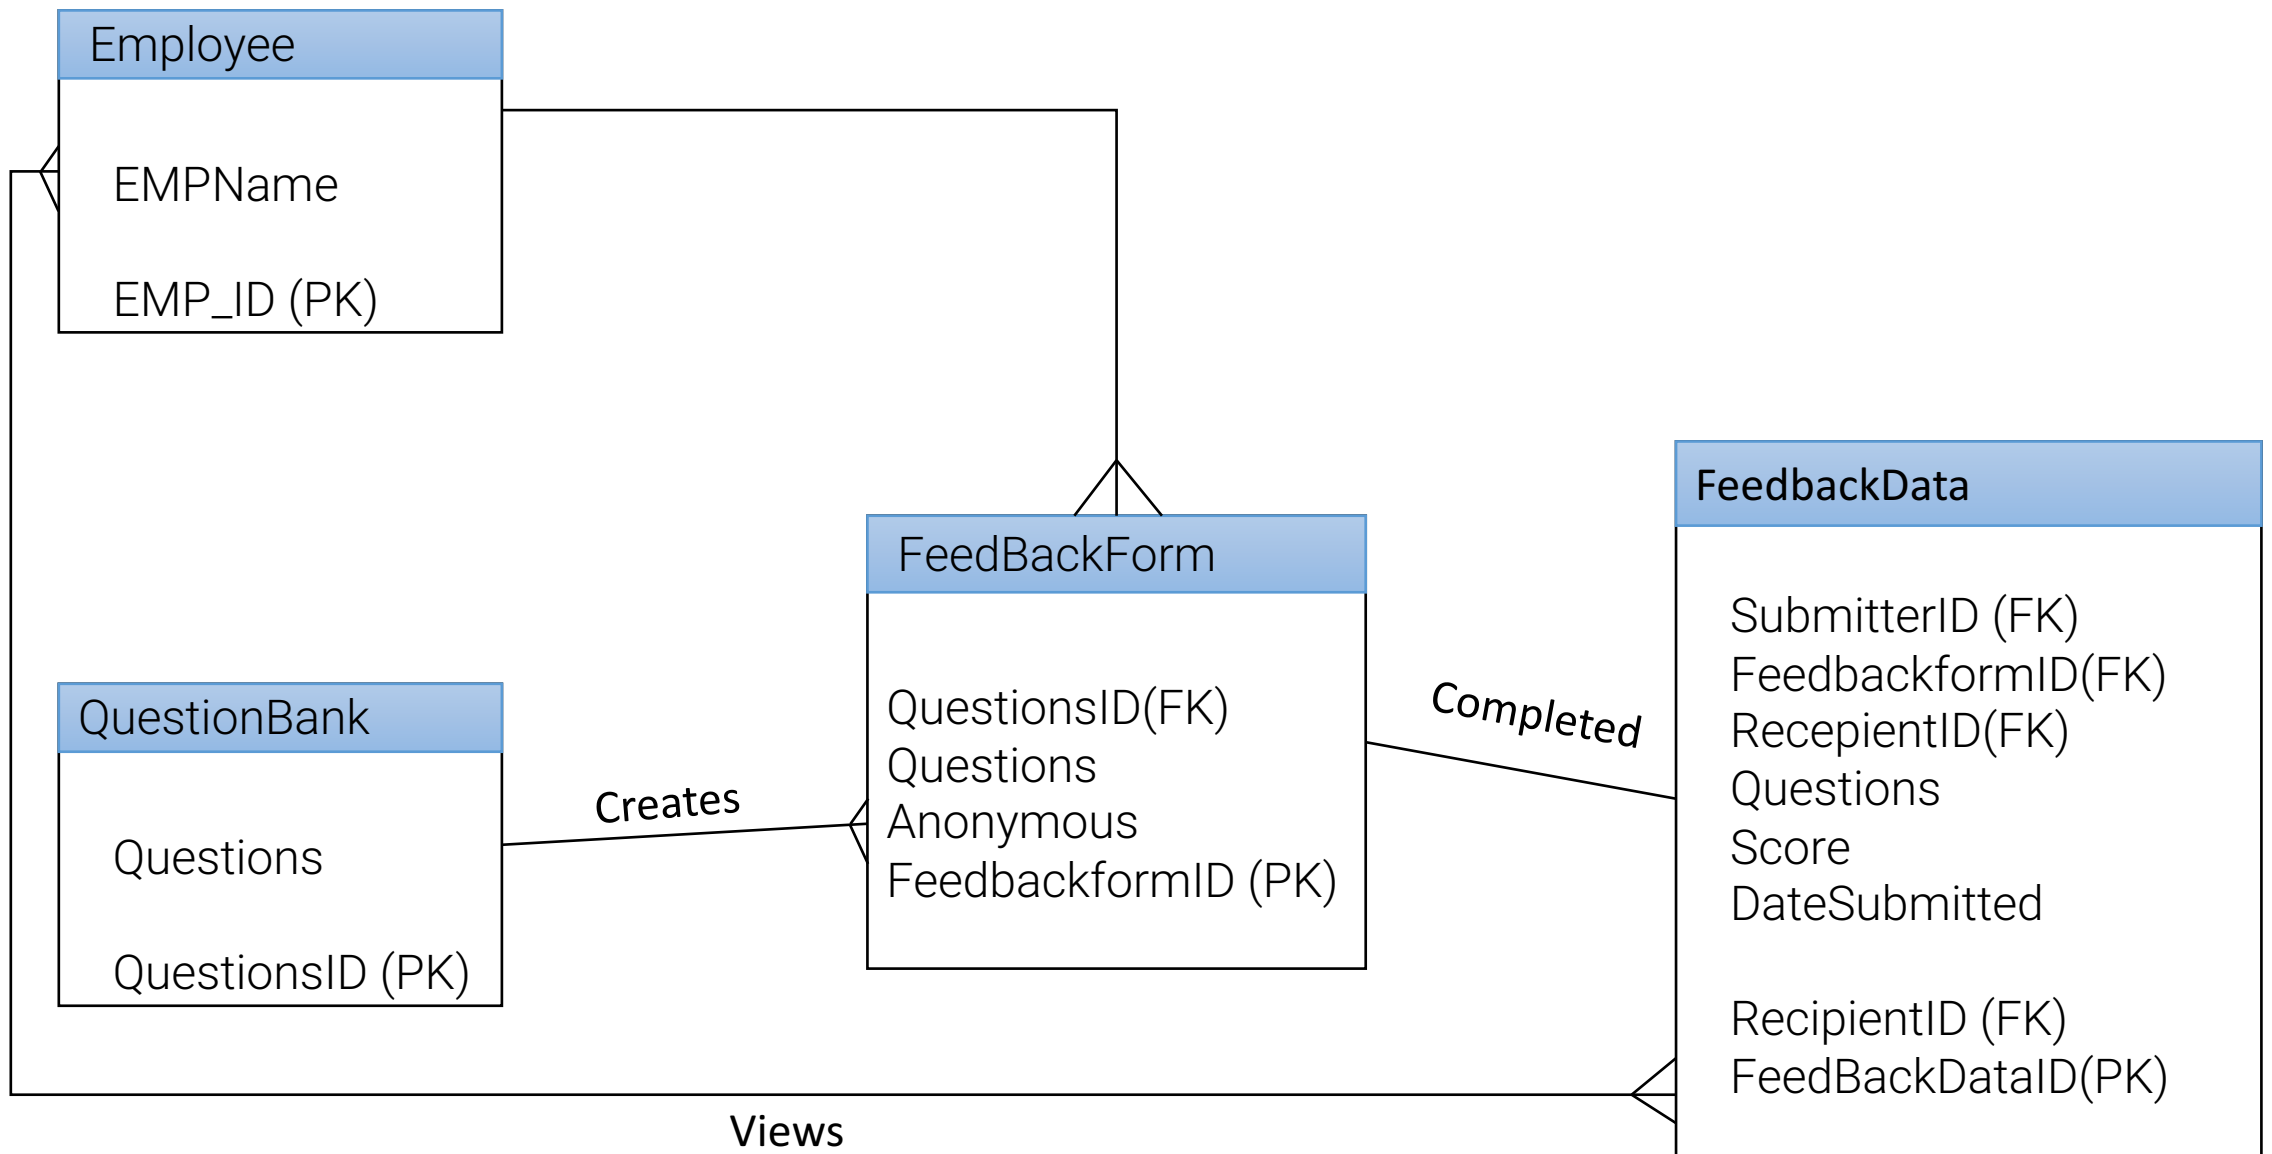 Employee
EMPName
EMP_ID (PK)
QuestionBank
Questions
QuestionsID (PK)
Creates
FeedBackForm
QuestionsID(FK)
Questions
Anonymous
FeedbackformID (PK)
Completed
FeedbackData
SubmitterID (FK)
FeedbackformID(FK)
RecepientID(FK)
Questions
Score
DateSubmitted
RecipientID (FK)
FeedBackDataID(PK)
Views